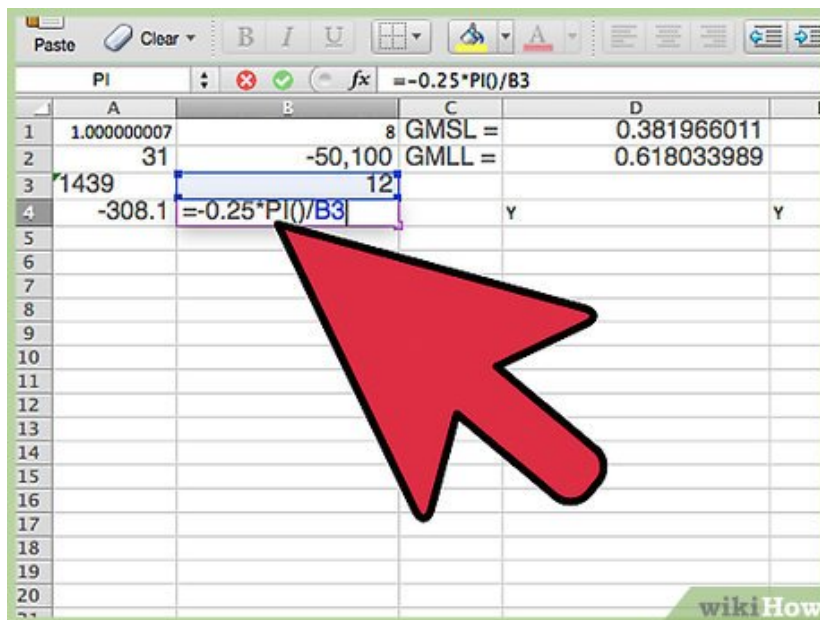 Paste Clear B I U A
PI fx =-0.25*PI()/B3
A B C D
1 1.000000007 8 GMSL = 0.381966011
2 31 -50,100 GMLL = 0.618033989
3 1439 12
4 -308.1 =-0.25*PI()/B3 Y Y
5
6
7
8
9
10
11
12
13
14
15
16
17
18
19
20
wikiHow